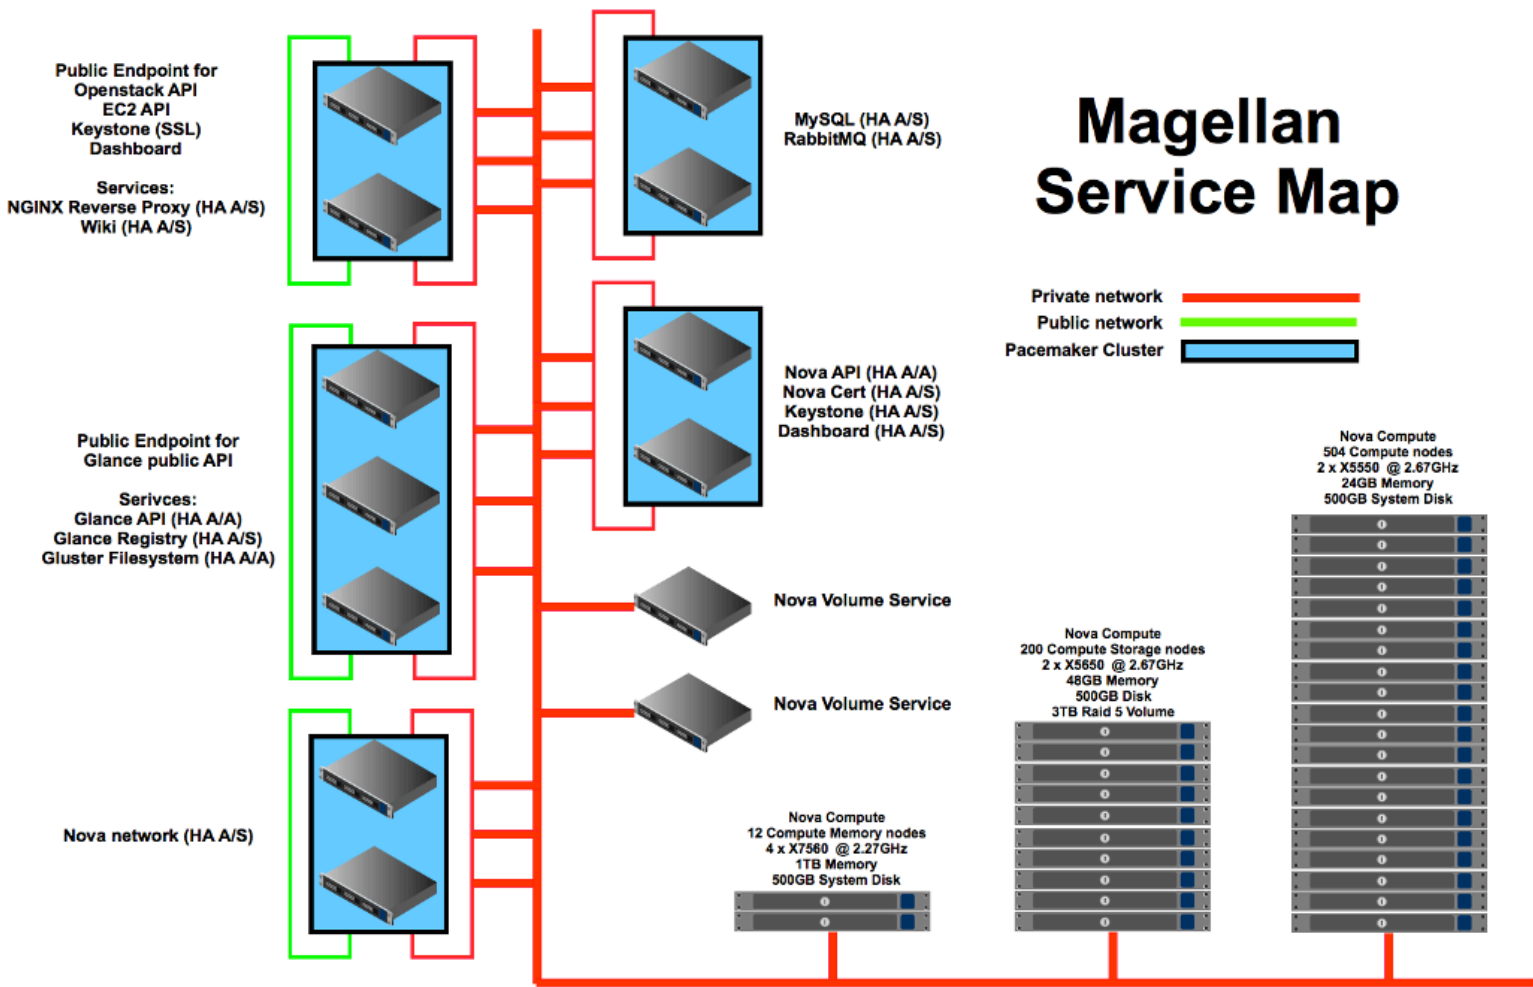 Public Endpoint for
Openstack API
EC2 API
Keystone (SSL)
Dashboard
Services:
NGINX Reverse Proxy (HA A/S)
Wiki (HA A/S)
MySQL (HA A/S)
RabbitMQ (HA A/S)
Magellan
Service Map
Private network
Public network
Pacemaker Cluster
Nova API (HA A/A)
Nova Cert (HA A/S)
Keystone (HA A/S)
Dashboard (HA A/S)
Public Endpoint for
Glance public API
Serivces:
Glance API (HA A/A)
Glance Registry (HA A/S)
Gluster Filesystem (HA A/A)
Nova Volume Service
Nova Volume Service
Nova network (HA A/S)
Nova Compute
12 Compute Memory nodes
4 x X7560 @ 2.27GHz
1TB Memory
500GB System Disk
Nova Compute
200 Compute Storage nodes
2 x X5650 @ 2.67GHz
48GB Memory
500GB Disk
3TB Raid 5 Volume
Nova Compute
504 Compute nodes
2 x X5550 @ 2.67GHz
24GB Memory
500GB System Disk